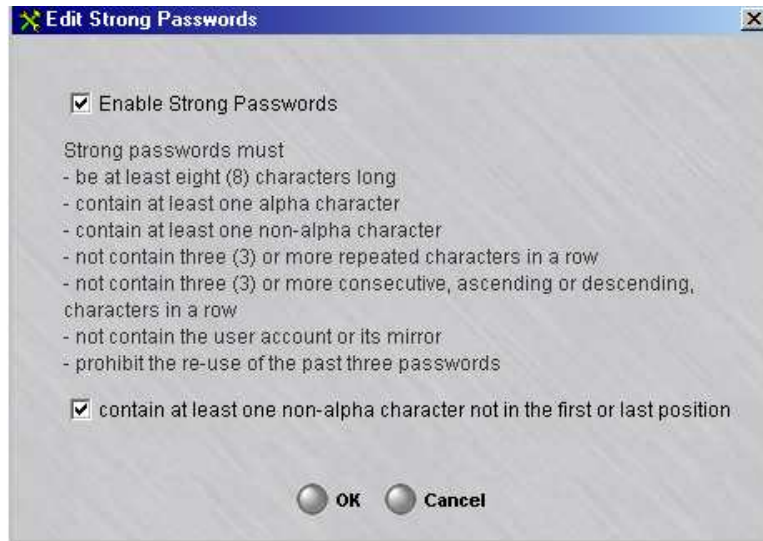 Edit Strong Passwords
Enable Strong Passwords
Strong passwords must
- be at least eight (8) characters long
- contain at least one alpha character
- contain at least one non-alpha character
- not contain three (3) or more repeated characters in a row
- not contain three (3) or more consecutive, ascending or descending,
characters in a row
- not contain the user account or its mirror
- prohibit the re-use of the past three passwords
contain at least one non-alpha character not in the first or last position
OK Cancel